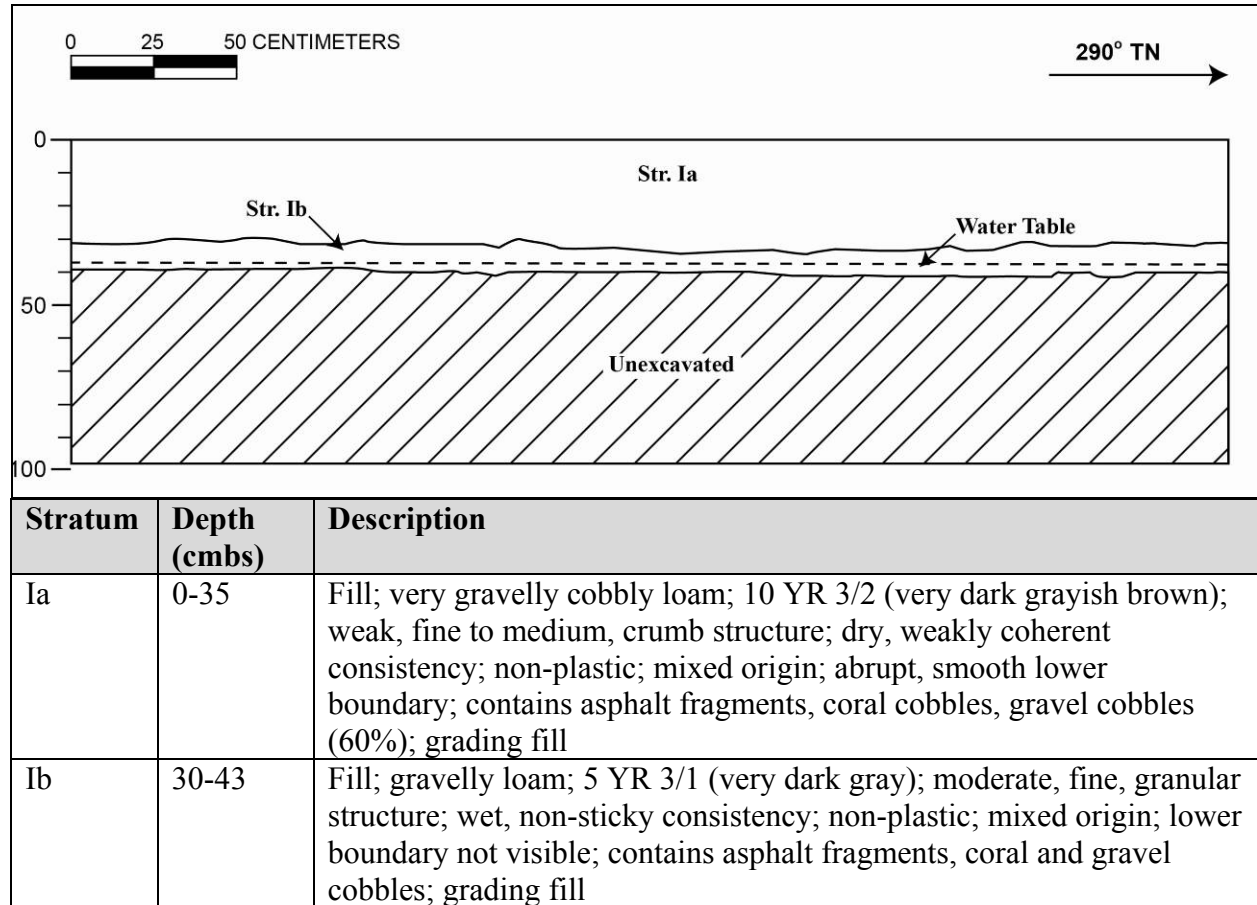 0 25 50 CENTIMETERS
290° TN
0
Str. Ia
Str. Ib
Water Table
50
Unexcavated
100
Stratum Depth (cmbs) Description
Ia 0-35 Fill; very gravelly cobbly loam; 10 YR 3/2 (very dark grayish brown);
weak, fine to medium, crumb structure; dry, weakly coherent
consistency; non-plastic; mixed origin; abrupt, smooth lower
boundary; contains asphalt fragments, coral cobbles, gravel cobbles
(60%); grading fill
Ib 30-43 Fill; gravelly loam; 5 YR 3/1 (very dark gray); moderate, fine, granular
structure; wet, non-sticky consistency; non-plastic; mixed origin; lower
boundary not visible; contains asphalt fragments, coral and gravel
cobbles; grading fill